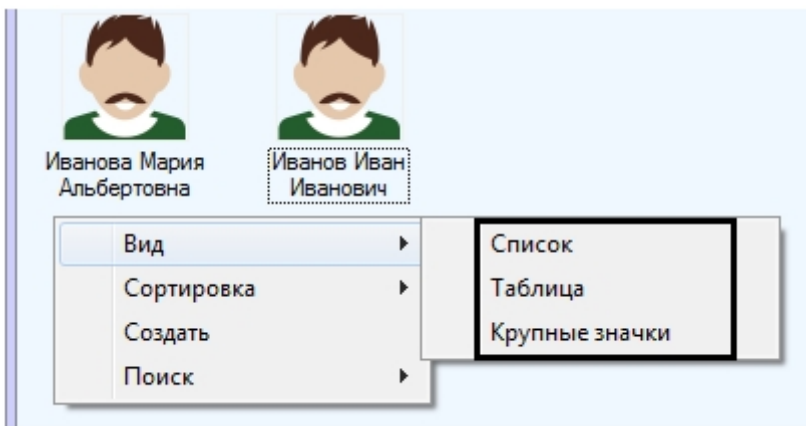 Иванова Мария
Альбертовна
Иванов Иван
Иванович
Вид
Сортировка
Создать
Поиск
Список
Таблица
Крупные значки